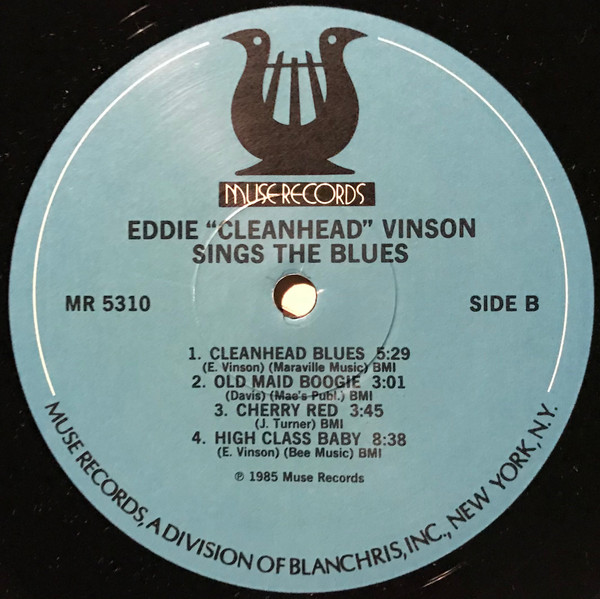 MUSE RECORDS
EDDIE "CLEANHEAD" VINSON
SINGS THE BLUES
MR 5310
SIDE B
1. CLEANHEAD BLUES 5:29
(E. Vinson) (Maraville Music) BMI
2. OLD MAID BOOGIE 3:01
(Davis) (Mae's Publ.) BMI
3. CHERRY RED 3:45
(J. Turner) BMI
4. HIGH CLASS BABY 8:38
(E. Vinson) (Bee Music) BMI
℗ 1985 Muse Records
MUSE RECORDS, A DIVISION OF BLANCHRIS, INC., NEW YORK, N.Y.